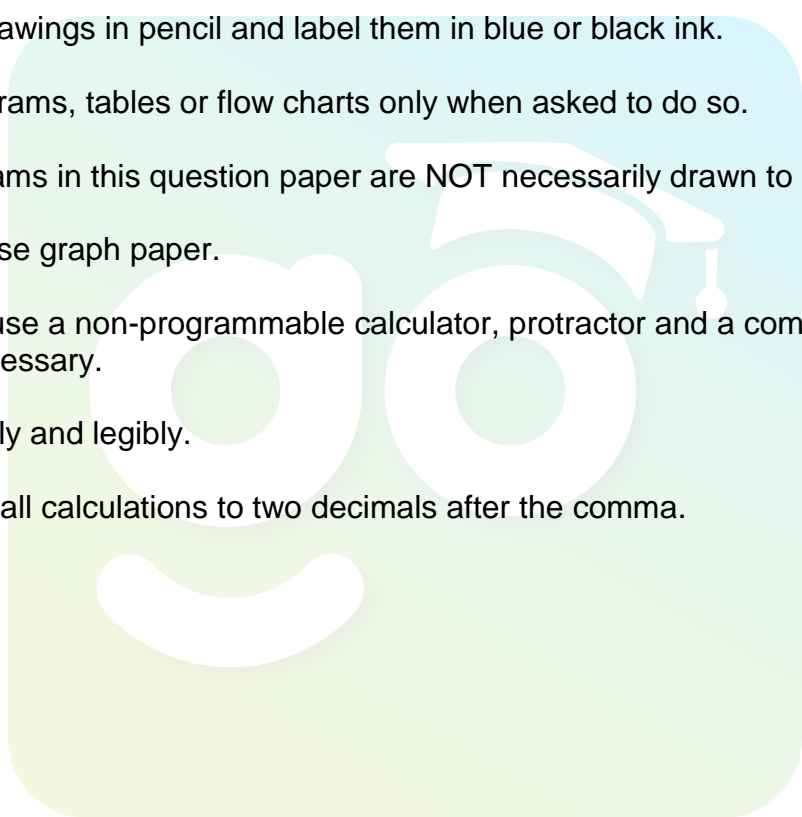 awings in pencil and label them in blue or black ink.
rams, tables or flow charts only when asked to do so.
ams in this question paper are NOT necessarily drawn to
se graph paper.
use a non-programmable calculator, protractor and a com
essary.
ly and legibly.
all calculations to two decimals after the comma.
go